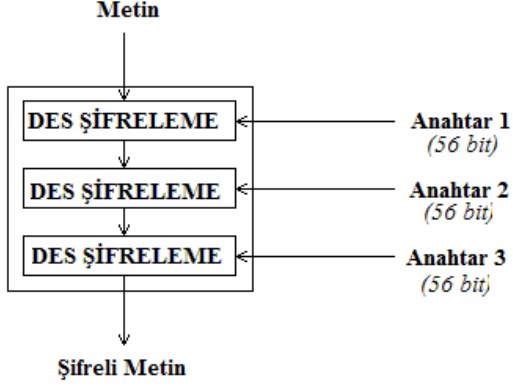 Metin
DES ŞİFRELEME
Anahtar 1
(56 bit)
DES ŞİFRELEME
Anahtar 2
(56 bit)
DES ŞİFRELEME
Anahtar 3
(56 bit)
Şifreli Metin